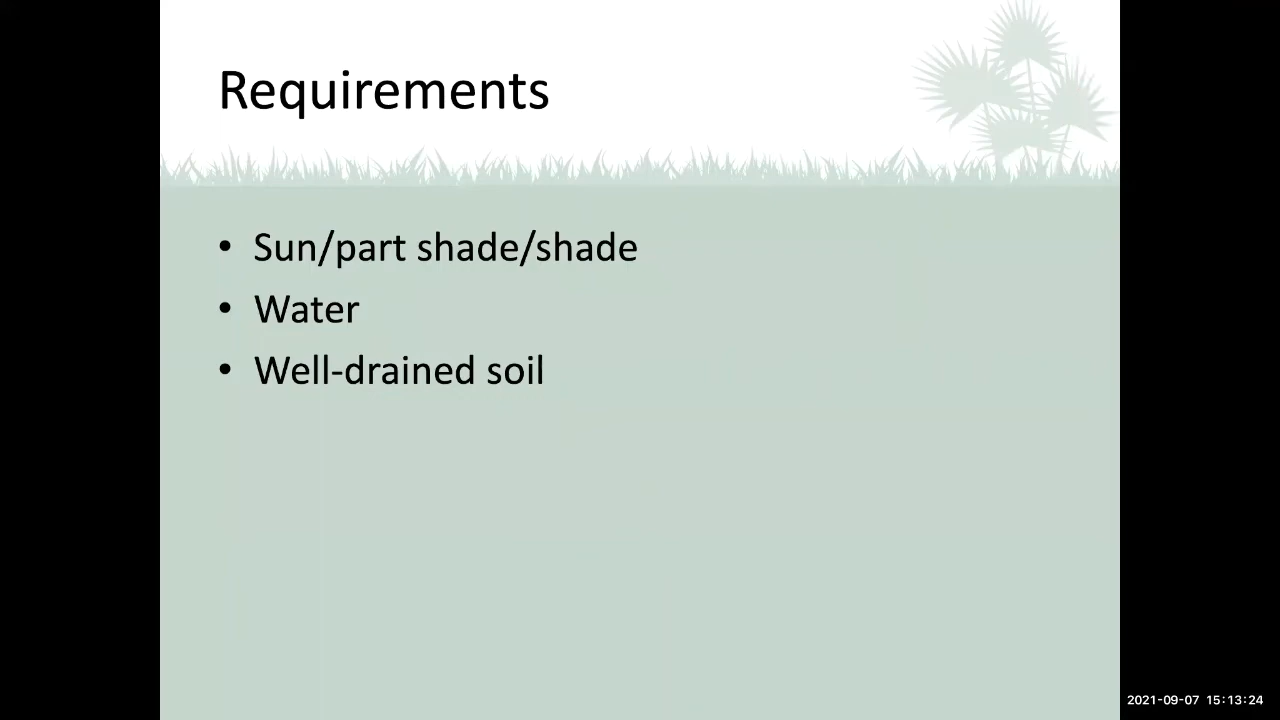 Requirements
• Sun/part shade/shade
• Water
• Well-drained soil
2021-09-07 15:13:24